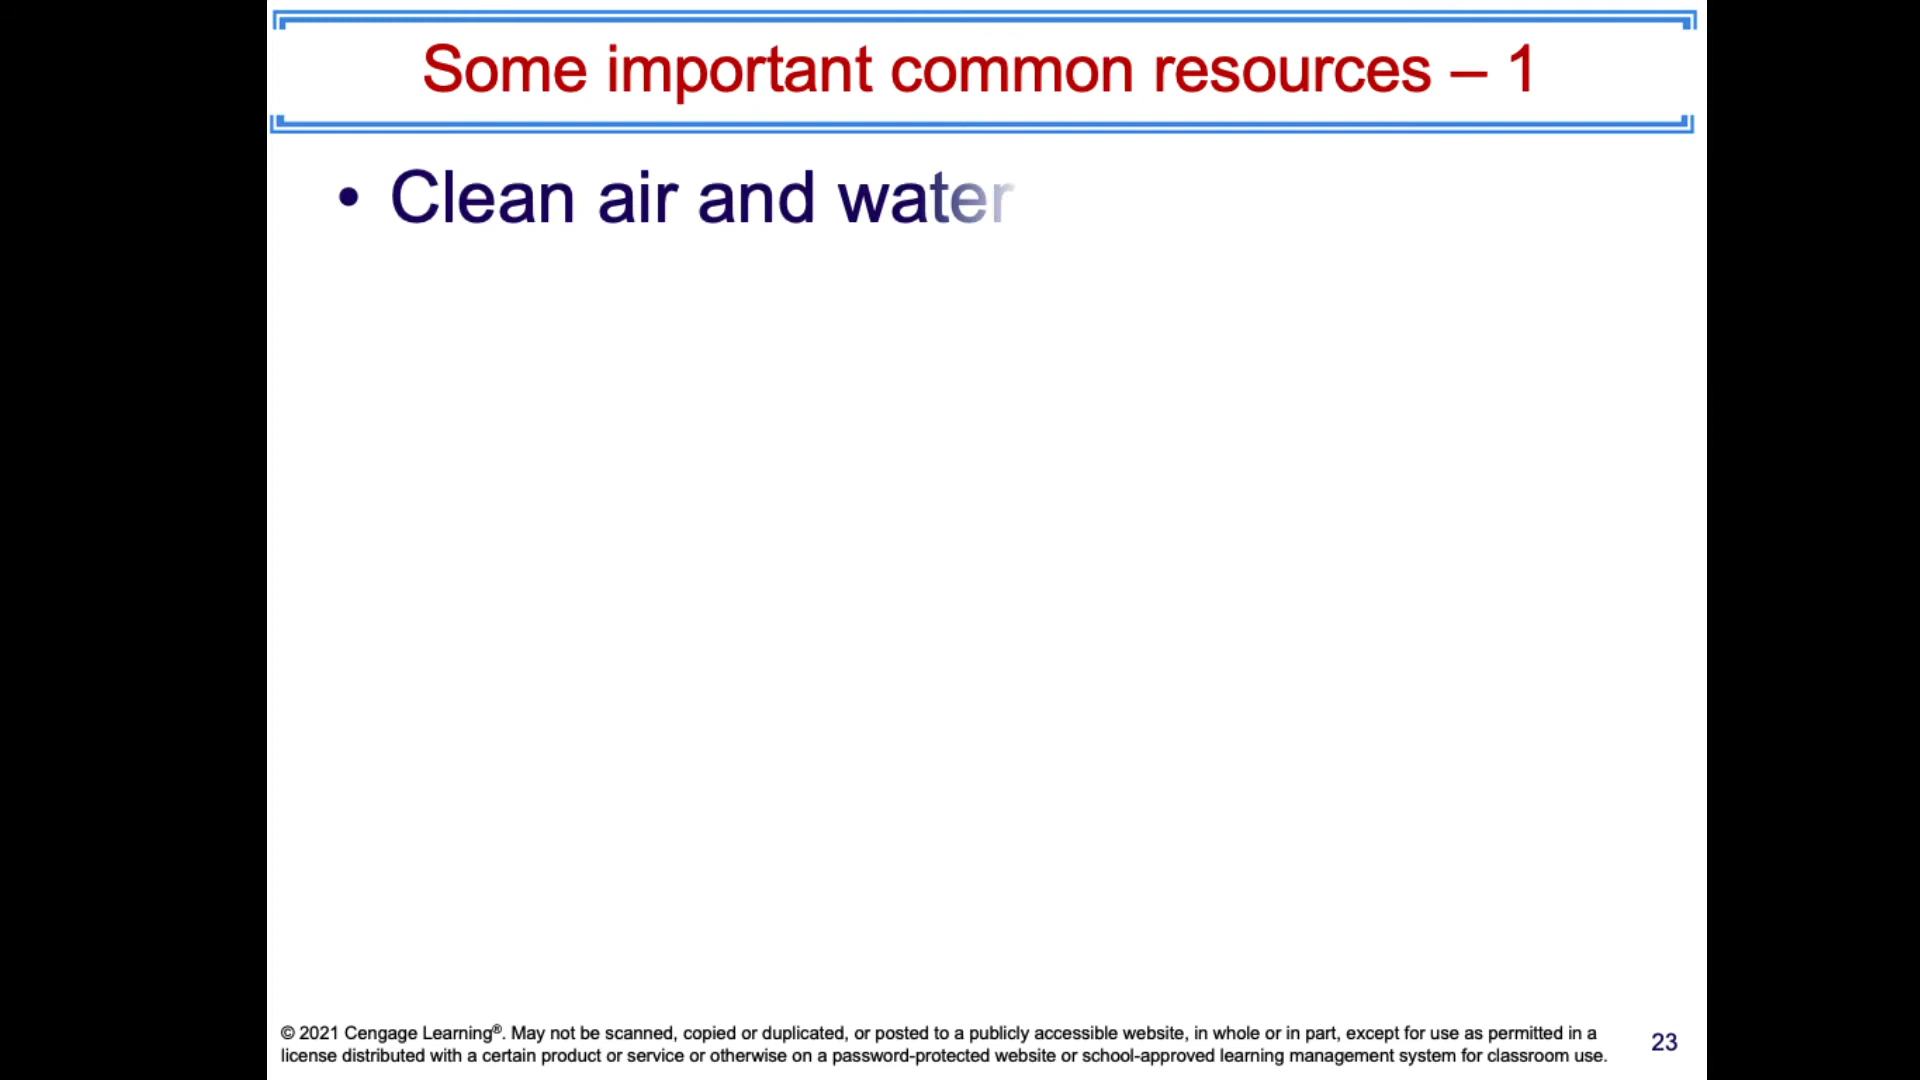 Some important common resources – 1
• Clean air and water
© 2021 Cengage Learning®. May not be scanned, copied or duplicated, or posted to a publicly accessible website, in whole or in part, except for use as permitted in a
license distributed with a certain product or service or otherwise on a password-protected website or school-approved learning management system for classroom use.
23